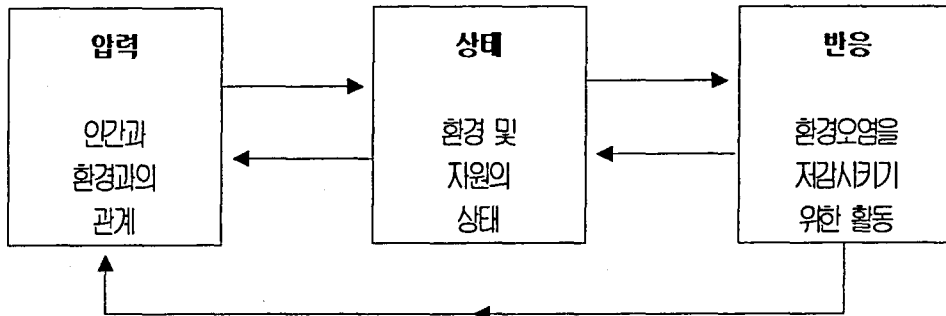 압력
인간과
환경과의
관계
상태
환경 및
자원의
상태
반응
환경오염을
저감시키기
위한 활동